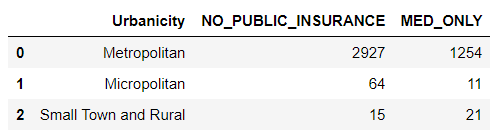 Urbanicity NO_PUBLIC_INSURANCE MED_ONLY
0 Metropolitan 2927 1254
1 Micropolitan 64 11
2 Small Town and Rural 15 21